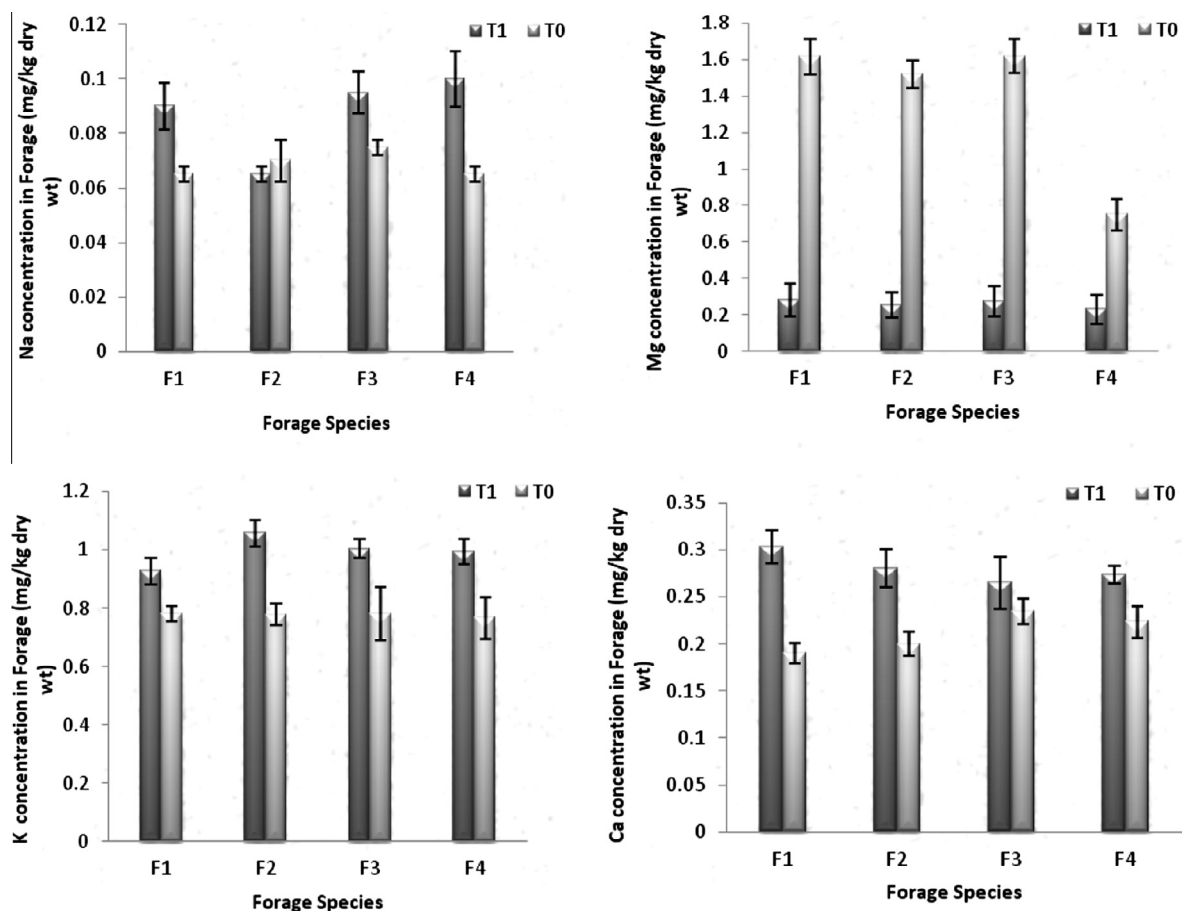 Na concentration in Forage (mg/kg dry
wt)
0.12
0.1
0.08
0.06
0.04
0.02
0
T1 T0
F1 F2 F3 F4
Forage Species
Mg concentration in Forage (mg/kg dry
wt)
1.8
1.6
1.4
1.2
1
0.8
0.6
0.4
0.2
0
T1 T0
F1 F2 F3 F4
Forage Species
K concentration in Forage (mg/kg dry
wt)
1.2
1
0.8
0.6
0.4
0.2
0
T1 T0
F1 F2 F3 F4
Forage Species
Ca concentration in Forage (mg/kg dry
wt)
0.35
0.3
0.25
0.2
0.15
0.1
0.05
0
T1 T0
F1 F2 F3 F4
Forage Species